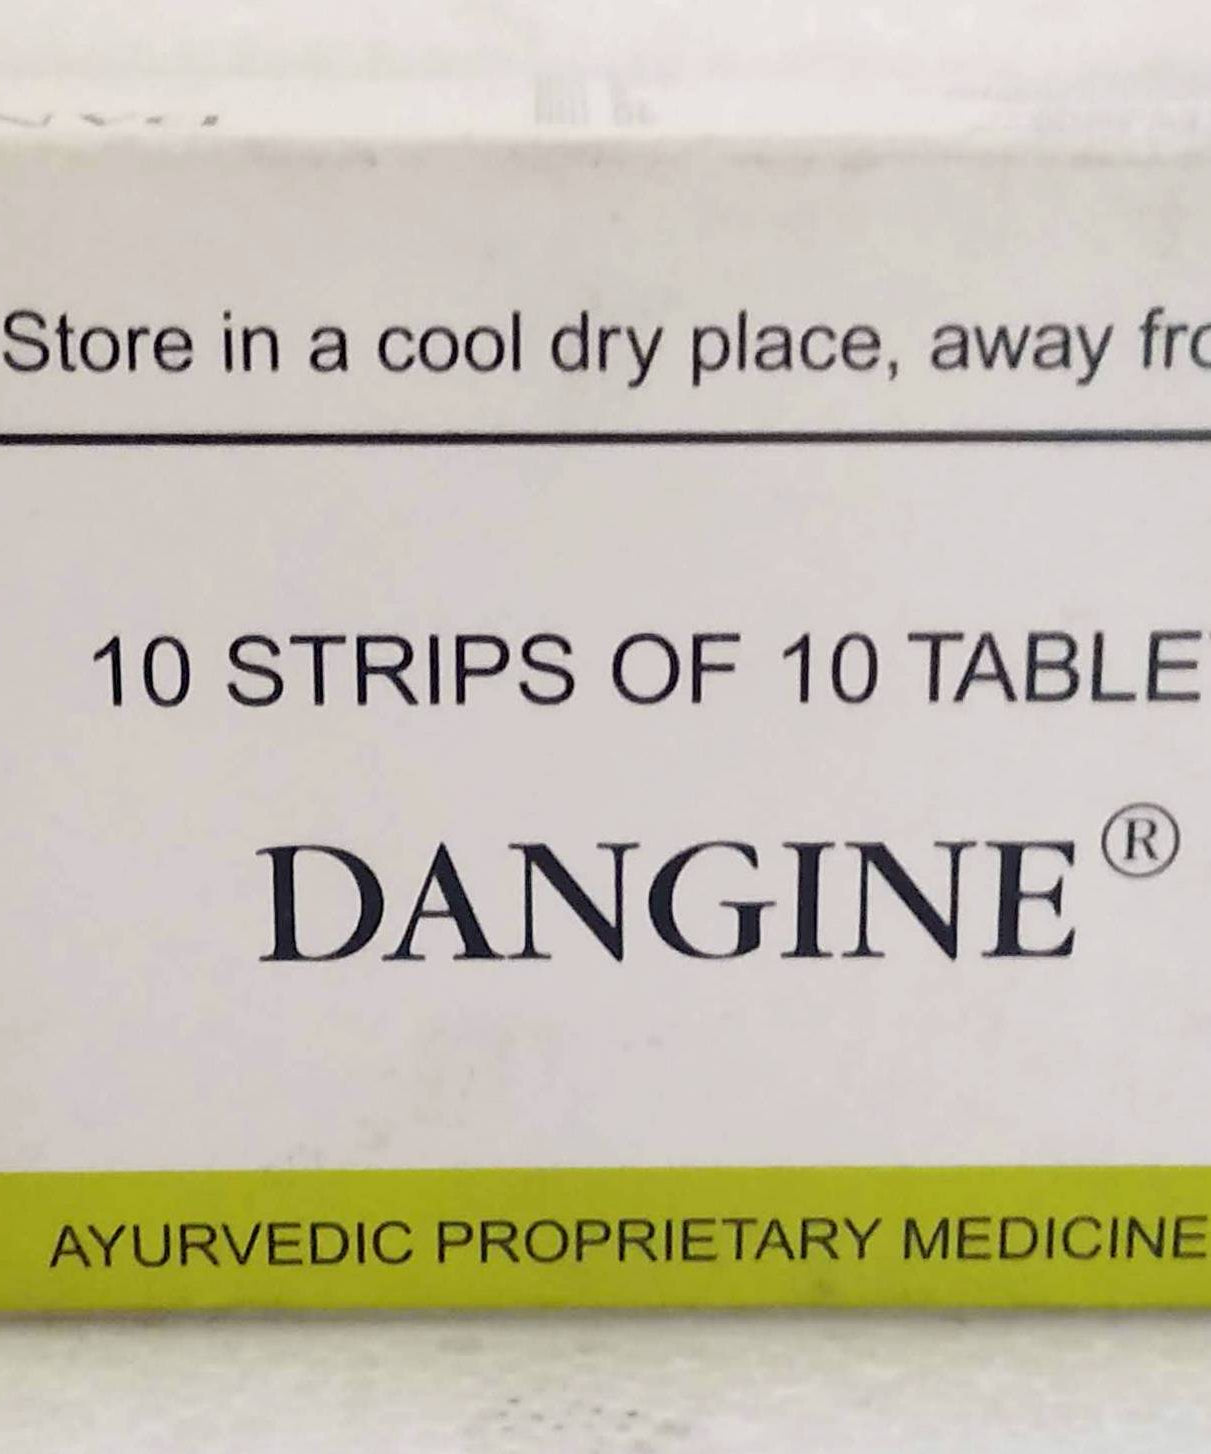 Store in a cool dry place, away fro
10 STRIPS OF 10 TABLE
DANGINE®
AYURVEDIC PROPRIETARY MEDICINE